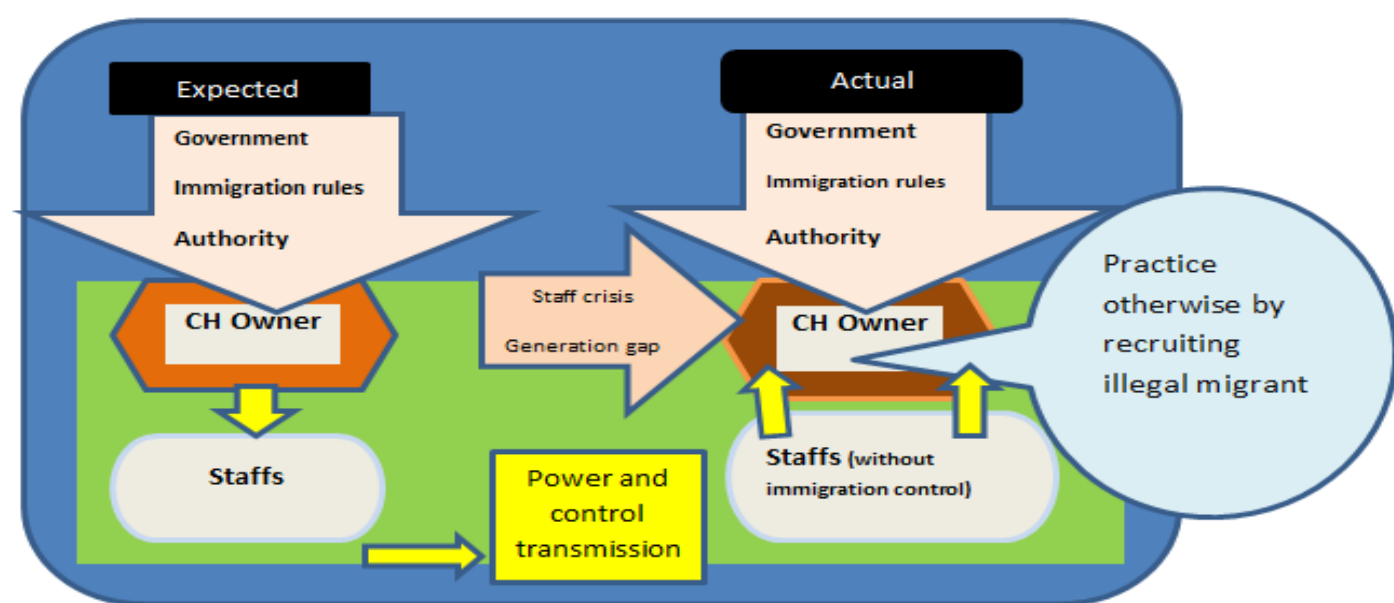 Expected
Government
Immigration rules
Authority
CH Owner
Staffs
Staff crisis
Generation gap
Power and
control
transmission
Actual
Government
Immigration rules
Authority
CH Owner
Staffs (without
immigration control)
Practice
otherwise by
recruiting
illegal migrant